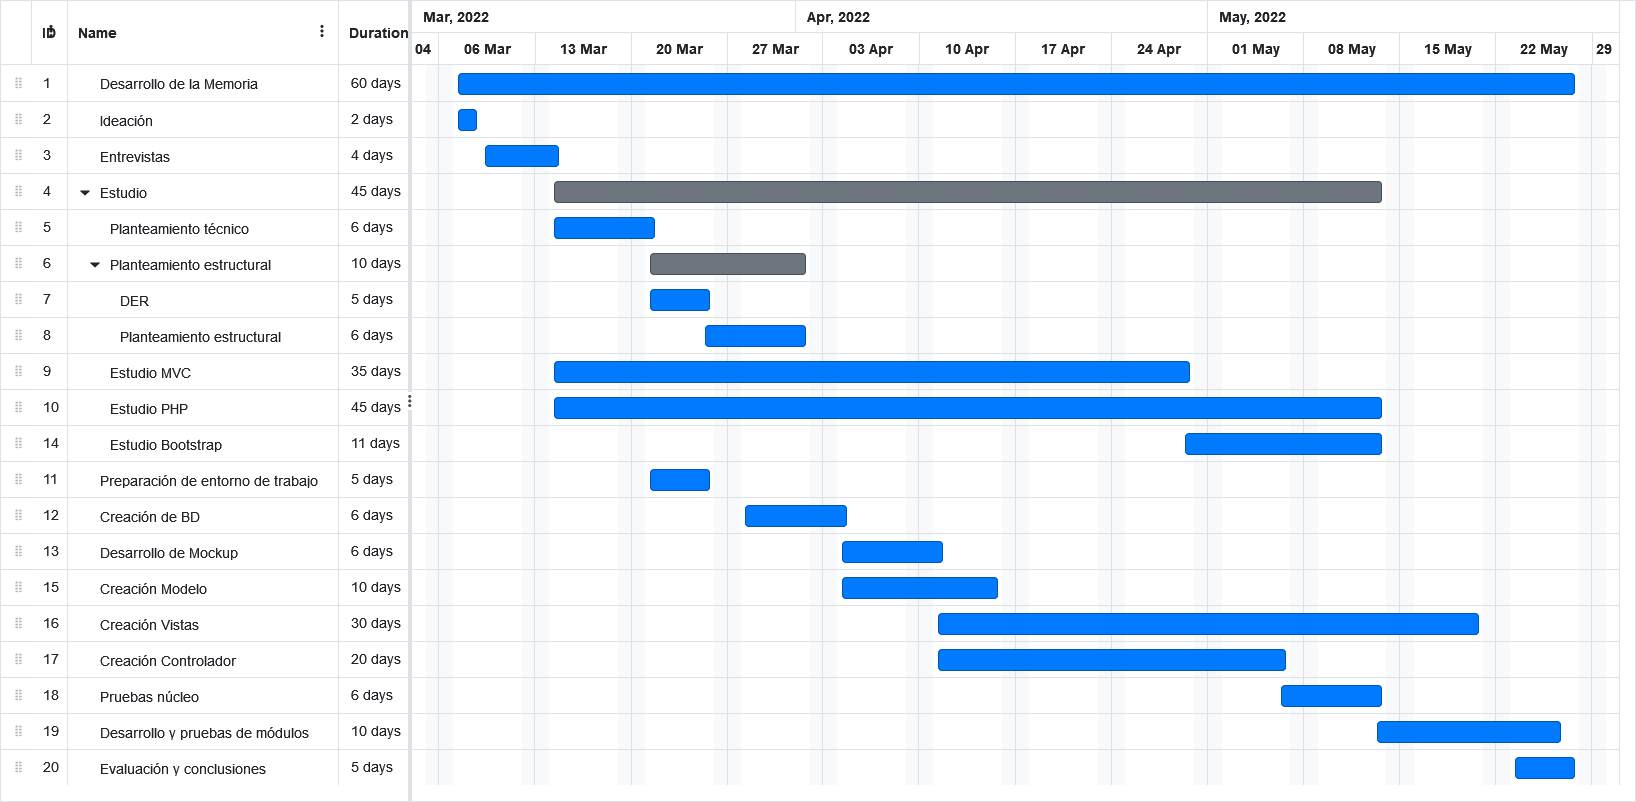 Mar, 2022 Apr, 2022 May, 2022
ID Name Duration 04 06 Mar 13 Mar 20 Mar 27 Mar 03 Apr 10 Apr 17 Apr 24 Apr 01 May 08 May 15 May 22 May 29
1 Desarrollo de la Memoria 60 days
2 Ideación 2 days
3 Entrevistas 4 days
4 Estudio 45 days
5 Planteamiento técnico 6 days
6 Planteamiento estructural 10 days
7 DER 5 days
8 Planteamiento estructural 6 days
9 Estudio MVC 35 days
10 Estudio PHP 45 days
14 Estudio Bootstrap 11 days
11 Preparación de entorno de trabajo 5 days
12 Creación de BD 6 days
13 Desarrollo de Mockup 6 days
15 Creación Modelo 10 days
16 Creación Vistas 30 days
17 Creación Controlador 20 days
18 Pruebas núcleo 6 days
19 Desarrollo y pruebas de módulos 10 days
20 Evaluación y conclusiones 5 days